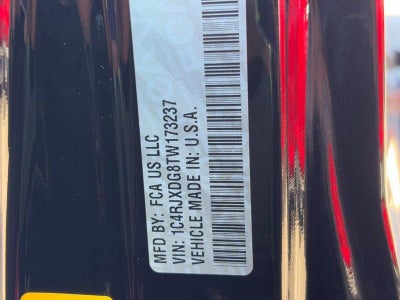 MFD BY: FCA US LLC
VIN: 1C4RJXDG8TW173237
VEHICLE MADE IN: U.S.A.